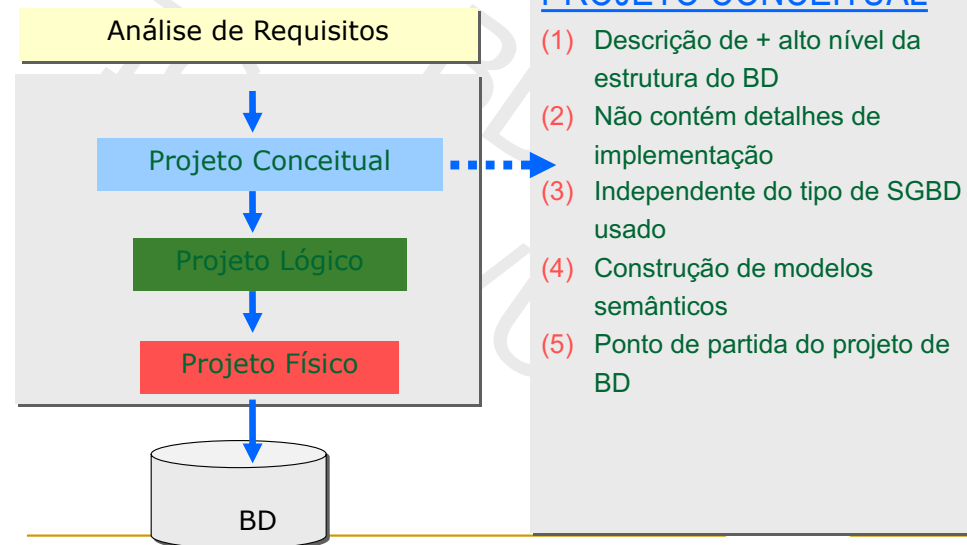 Análise de Requisitos
Projeto Conceitual
Projeto Lógico
Projeto Físico
BD
PROJETO CONCEITUAL
(1) Descrição de + alto nível da
estrutura do BD
(2) Não contém detalhes de
implementação
(3) Independente do tipo de SGBD
usado
(4) Construção de modelos
semânticos
(5) Ponto de partida do projeto de
BD